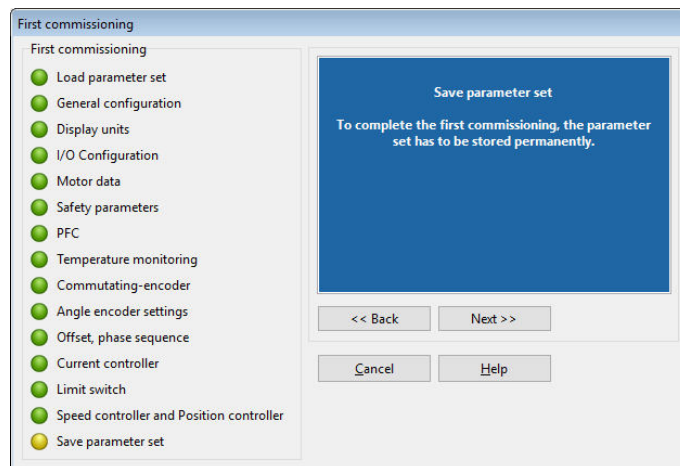 First commissioning
First commissioning
Load parameter set
General configuration
Display units
I/O Configuration
Motor data
Safety parameters
PFC
Temperature monitoring
Commutating-encoder
Angle encoder settings
Offset, phase sequence
Current controller
Limit switch
Speed controller and Position controller
Save parameter set
Save parameter set
To complete the first commissioning, the parameter
set has to be stored permanently.
<< Back
Next >>
Cancel
Help